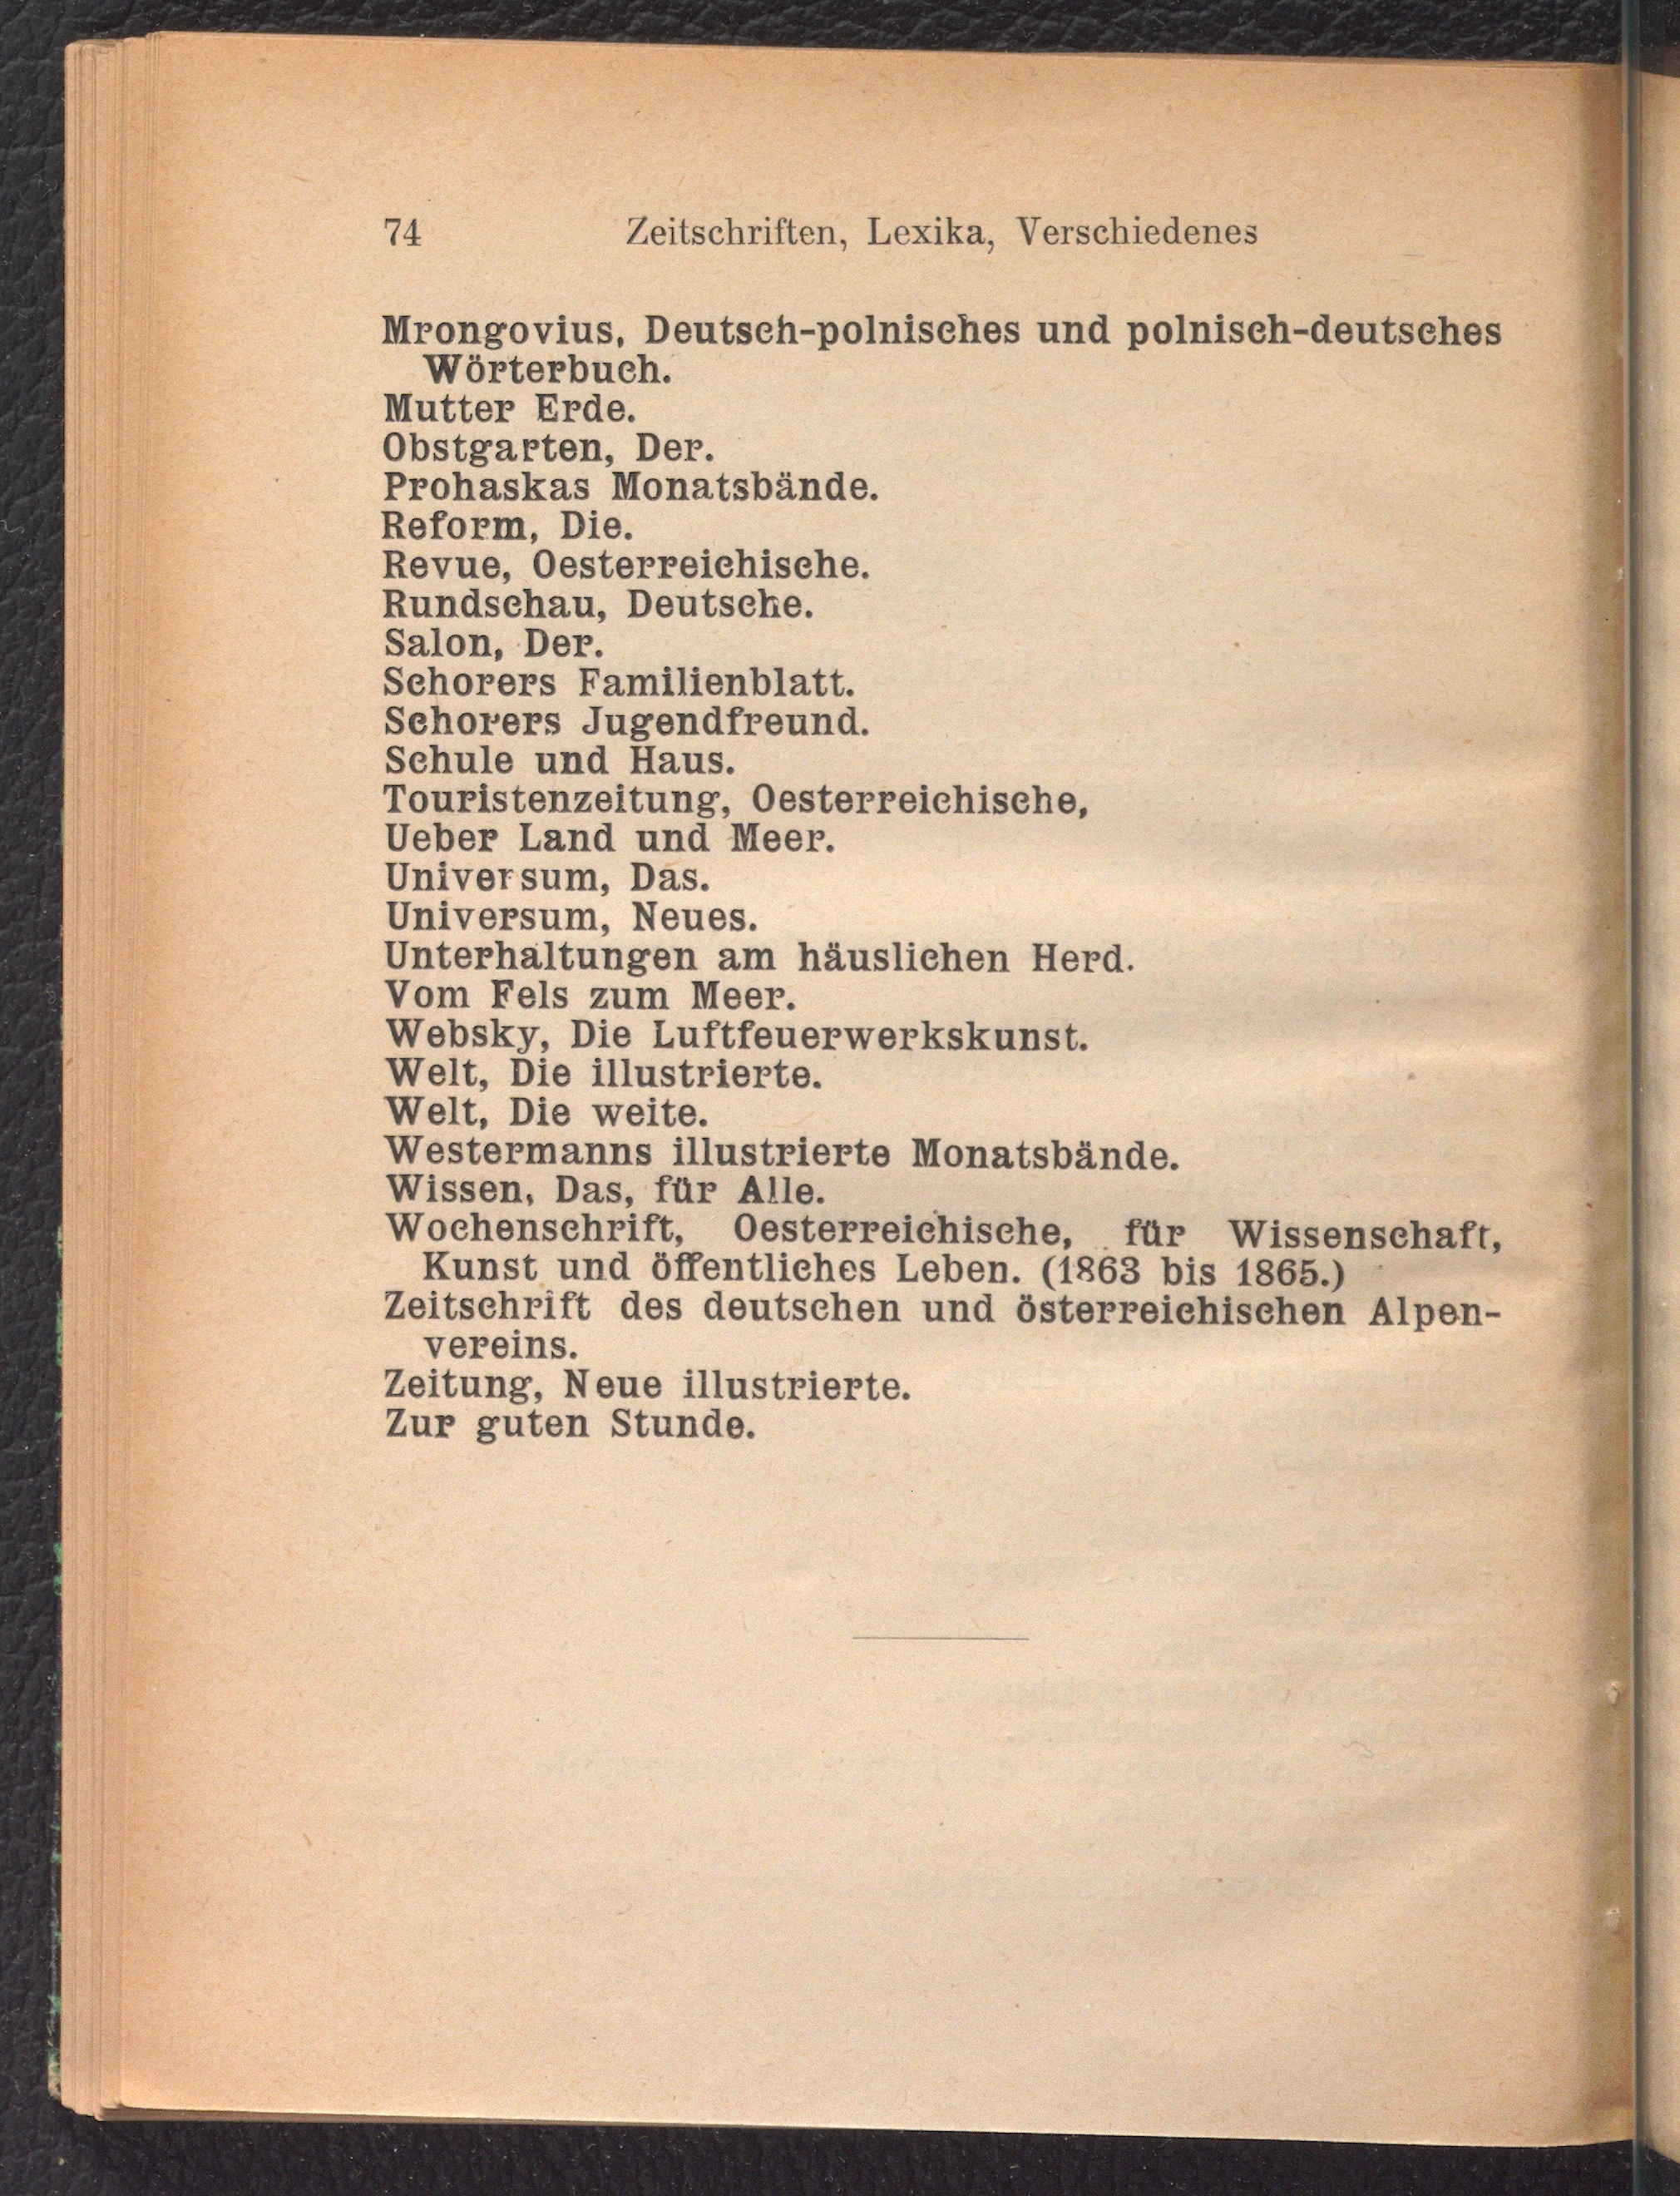 74 Zeitschriften, Lexika, Verschiedenes
Mrongovius, Deutsch-polnisches und polnisch-deutsches
Wörterbuch.
Mutter Erde.
Obstgarten, Der.
Prohaskas Monatsbände.
Reform, Die.
Revue, Oesterreichische.
Rundschau, Deutsche.
Salon, Der.
Schorers Familienblatt.
Schorers Jugendfreund.
Schule und Haus.
Touristenzeitung, Oesterreichische,
Ueber Land und Meer.
Universum, Das.
Universum, Neues.
Unterhaltungen am häuslichen Herd.
Vom Fels zum Meer.
Websky, Die Luftfeuerwerkskunst.
Welt, Die illustrierte.
Welt, Die weite.
Westermanns illustrierte Monatsbände.
Wissen, Das, für Alle.
Wochenschrift, Oesterreichische, für Wissenschaft,
Kunst und öffentliches Leben. (1863 bis 1865.)
Zeitschrift des deutschen und österreichischen Alpen-
vereins.
Zeitung, Neue illustrierte.
Zur guten Stunde.